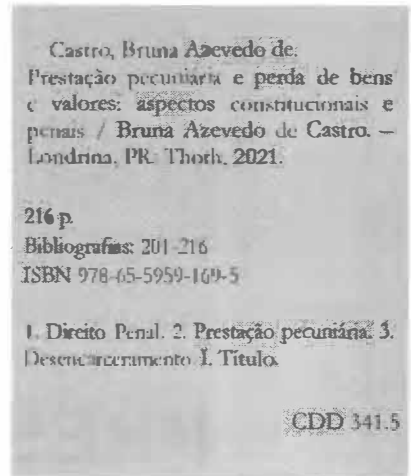 Castro, Bruna Azevedo de.
Prestação pecuniária e perda de bens
e valores: aspectos constitucionais e
penais / Bruna Azevedo de Castro. –
Londrina, PR: Thoth, 2021.
216 p.
Bibliografias: 201-216
ISBN 978-65-5959-169-5
1. Direito Penal. 2. Prestação pecuniária. 3.
Desencarceramento I. Título.
CDD 341.5